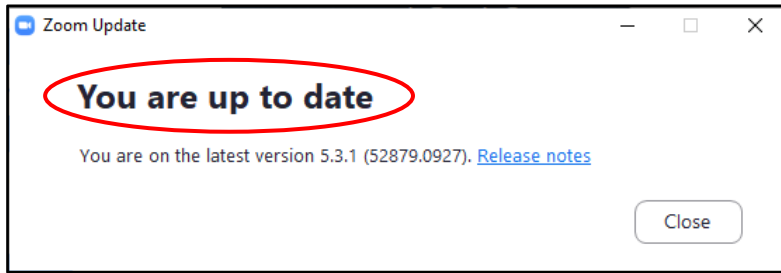 Zoom Update
You are up to date
You are on the latest version 5.3.1 (52879.0927). Release notes
Close